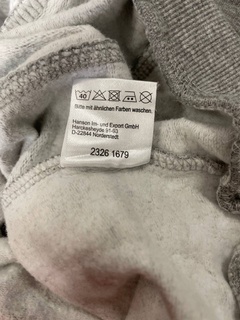 40
Bitte mit ähnlichen Farben waschen.
Hanson Im- und Export GmbH
Harckesheyde 91-93
D-22844 Norderstedt
2326 1679